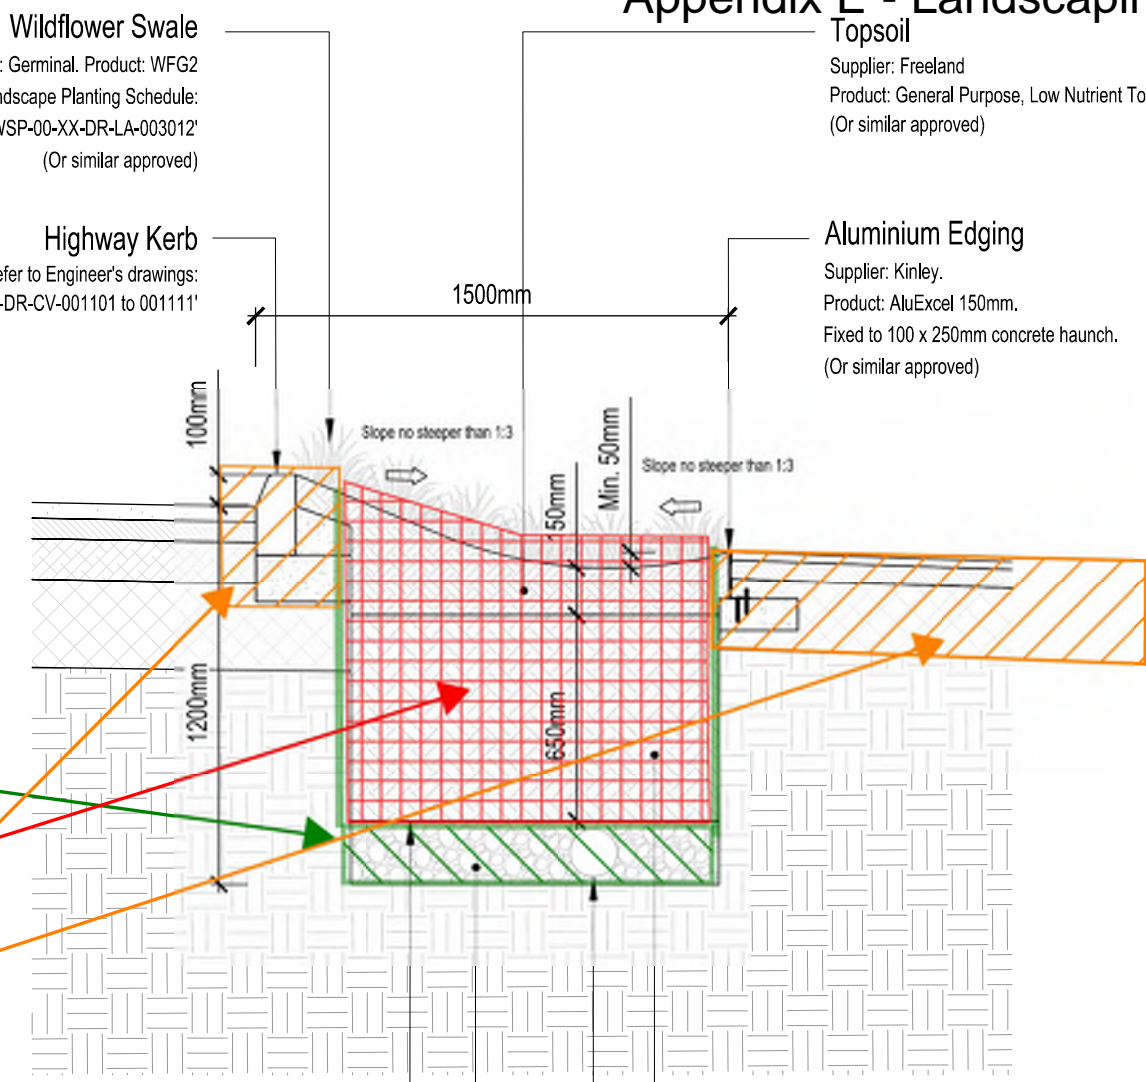 Appendix E - Landscapin
Wildflower Swale
: Germinal. Product: WFG2
ndscape Planting Schedule:
WSP-00-XX-DR-LA-003012'
(Or similar approved)
Topsoil
Supplier: Freeland
Product: General Purpose, Low Nutrient To
(Or similar approved)
Highway Kerb
efer to Engineer's drawings:
-DR-CV-001101 to 001111'
Aluminium Edging
Supplier: Kinley.
Product: AluExcel 150mm.
Fixed to 100 x 250mm concrete haunch.
(Or similar approved)
1500mm
100mm
Slope no steeper than 1:3
Min. 50mm
Slope no steeper than 1:3
50mm
1200mm
650mm